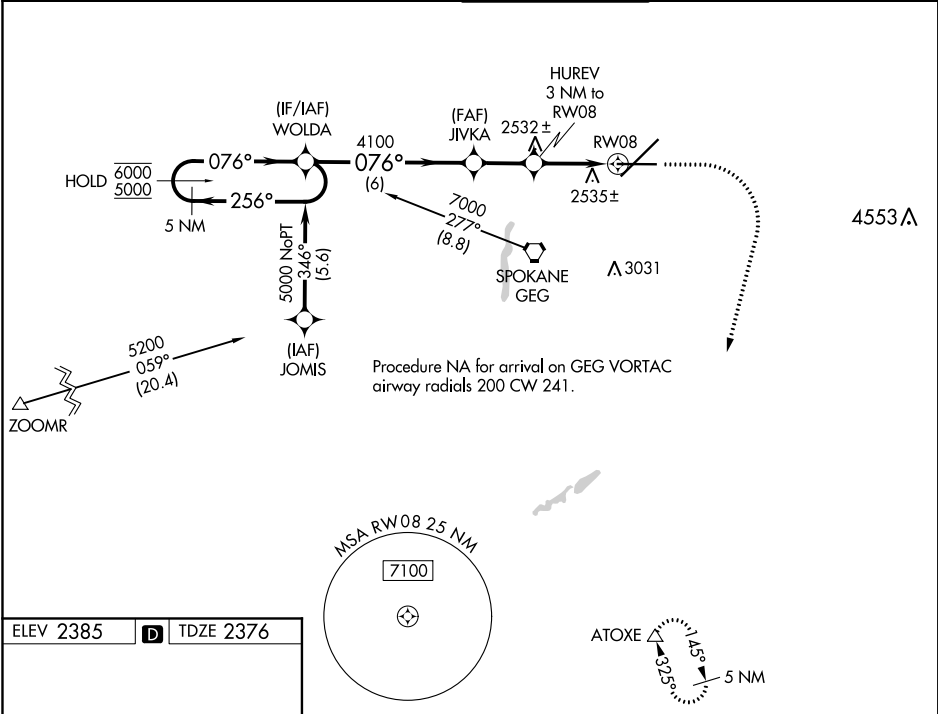 HUREV
3 NM to
RW08
(IF/IAF)
WOLDA
(FAF)
JIVKA
2532±
RW08
4100
076°
(6)
076°
HOLD
6000
5000
256°
5 NM
2535±
7000
277°
(8.8)
4553
5000 NoPT
346°
(5.6)
SPOKANE
GEG
3031
(IAF)
JOMIS
5200
059°
(20.4)
ZOOMR
Procedure NA for arrival on GEG VORTAC
airway radials 200 CW 241.
MSA RW08 25 NM
7100
ELEV 2385
D
TDZE 2376
ATOXE
145°
325°
5 NM